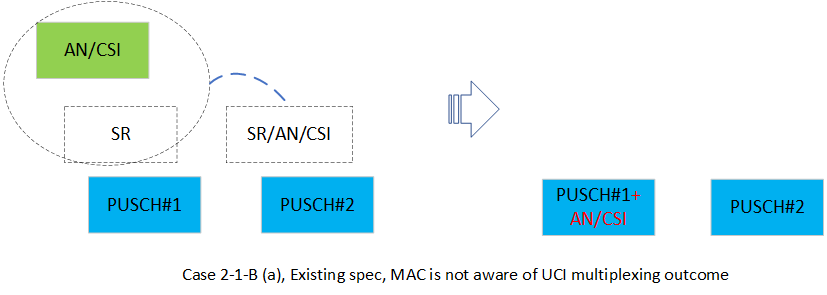 AN/CSI
SR
SR/AN/CSI
PUSCH#1
PUSCH#2
PUSCH#1+
AN/CSI
PUSCH#2
Case 2-1-B (a), Existing spec, MAC is not aware of UCI multiplexing outcome